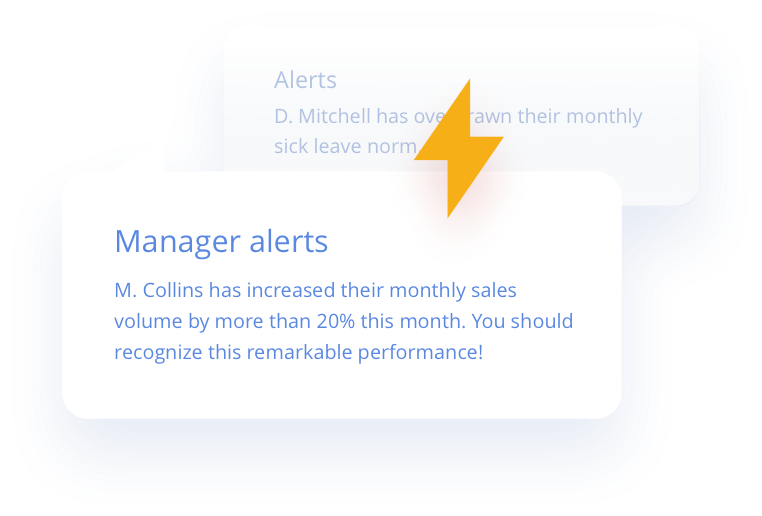 Alerts
D. Mitchell has their monthly
sick leave norm.
Manager alerts
M. Collins has increased their monthly sales
volume by more than 20% this month. You should
recognize this remarkable performance!